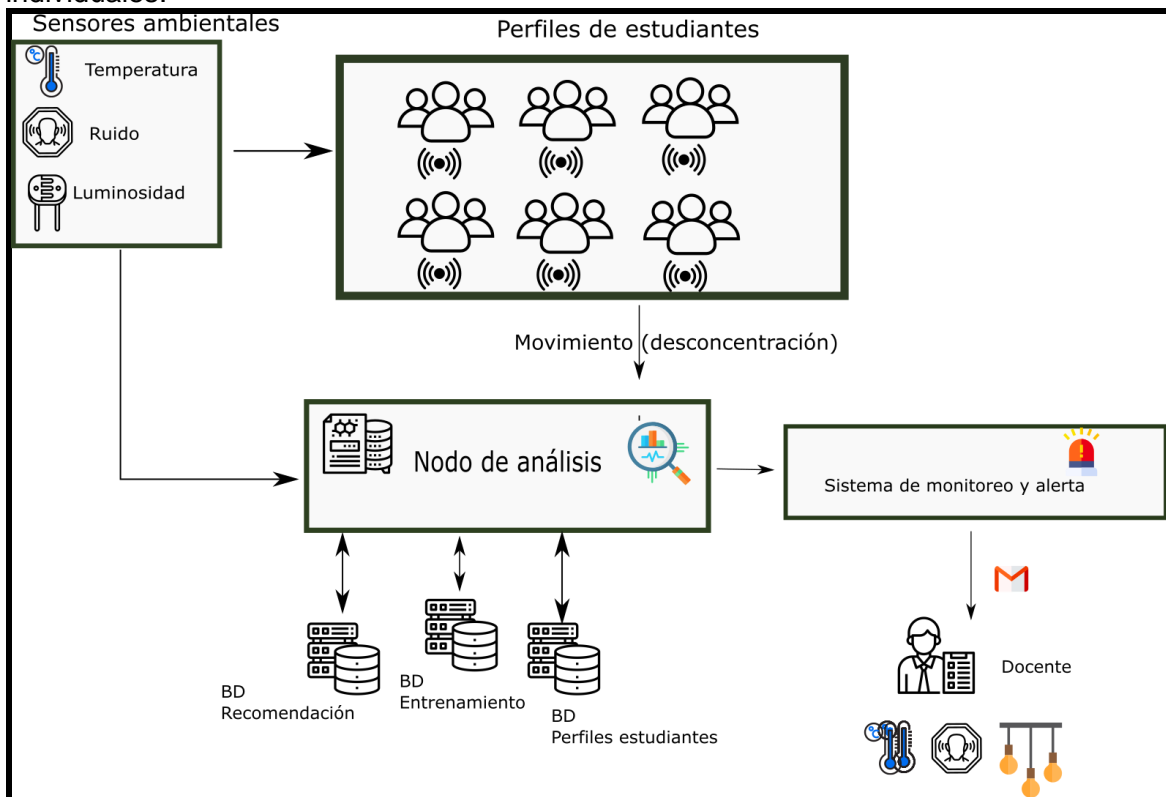 individuales.
Sensores ambientales
Perfiles de estudiantes
°C
Temperatura
Ruido
Luminosidad
Movimiento (desconcentración)
Nodo de análisis
Sistema de monitoreo y alerta
BD
Recomendación
BD
Entrenamiento
BD
Perfiles estudiantes
Docente
°C